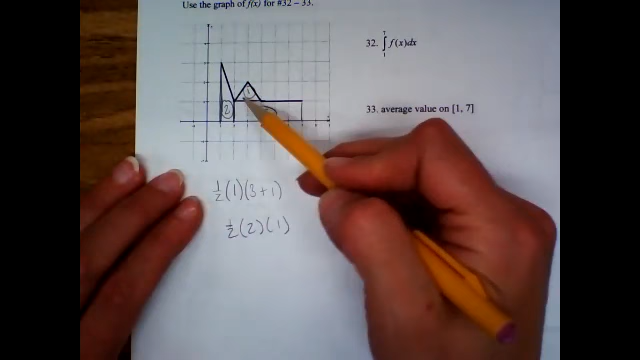 Use the graph of f(x) for #32 – 33.
32. ∫₁⁷ f(x)dx
2
1
33. average value on [1, 7]
½(1)(3+1)
½(2)(1)